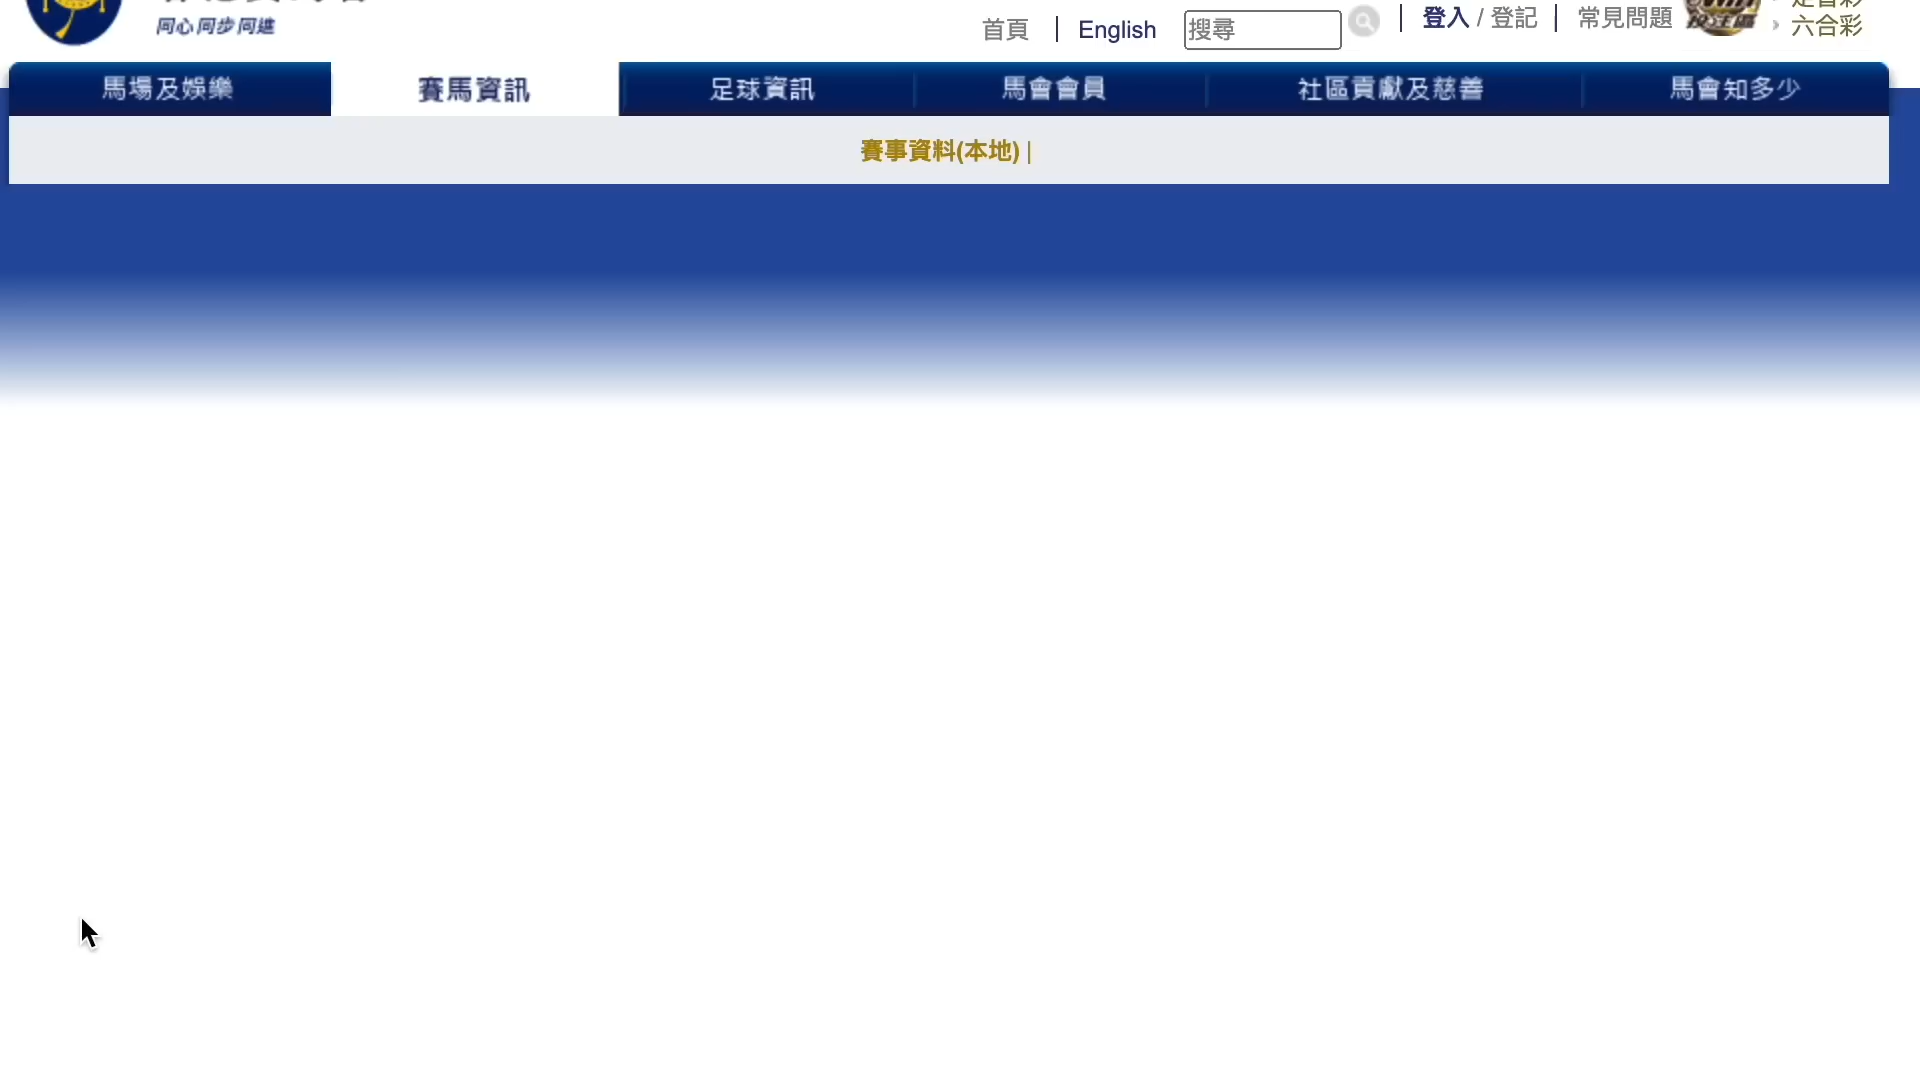 同心同步同進
首頁 | English 搜尋 | 登入 / 登記 | 常見問題
六合彩
馬場及娛樂 賽馬資訊 足球資訊 馬會會員 社區貢獻及慈善 馬會知多少
賽事資料(本地) |